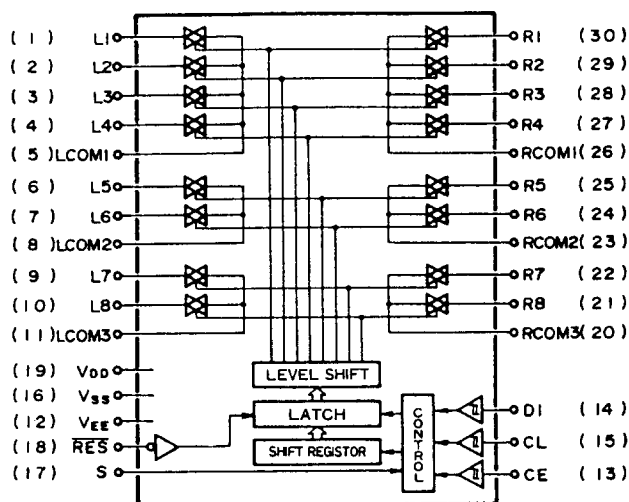 (1) L1 R1 (30)
(2) L2 R2 (29)
(3) L3 R3 (28)
(4) L4 R4 (27)
(5) LCOM1 RCOM1 (26)
(6) L5 R5 (25)
(7) L6 R6 (24)
(8) LCOM2 RCOM2 (23)
(9) L7 R7 (22)
(10) L8 R8 (21)
(11) LCOM3 RCOM3 (20)
(19) VDD LEVEL SHIFT
(16) VSS
(12) VEE LATCH CONTROL DI (14)
(18) RES CL (15)
SHIFT REGISTOR
(17) S CE (13)